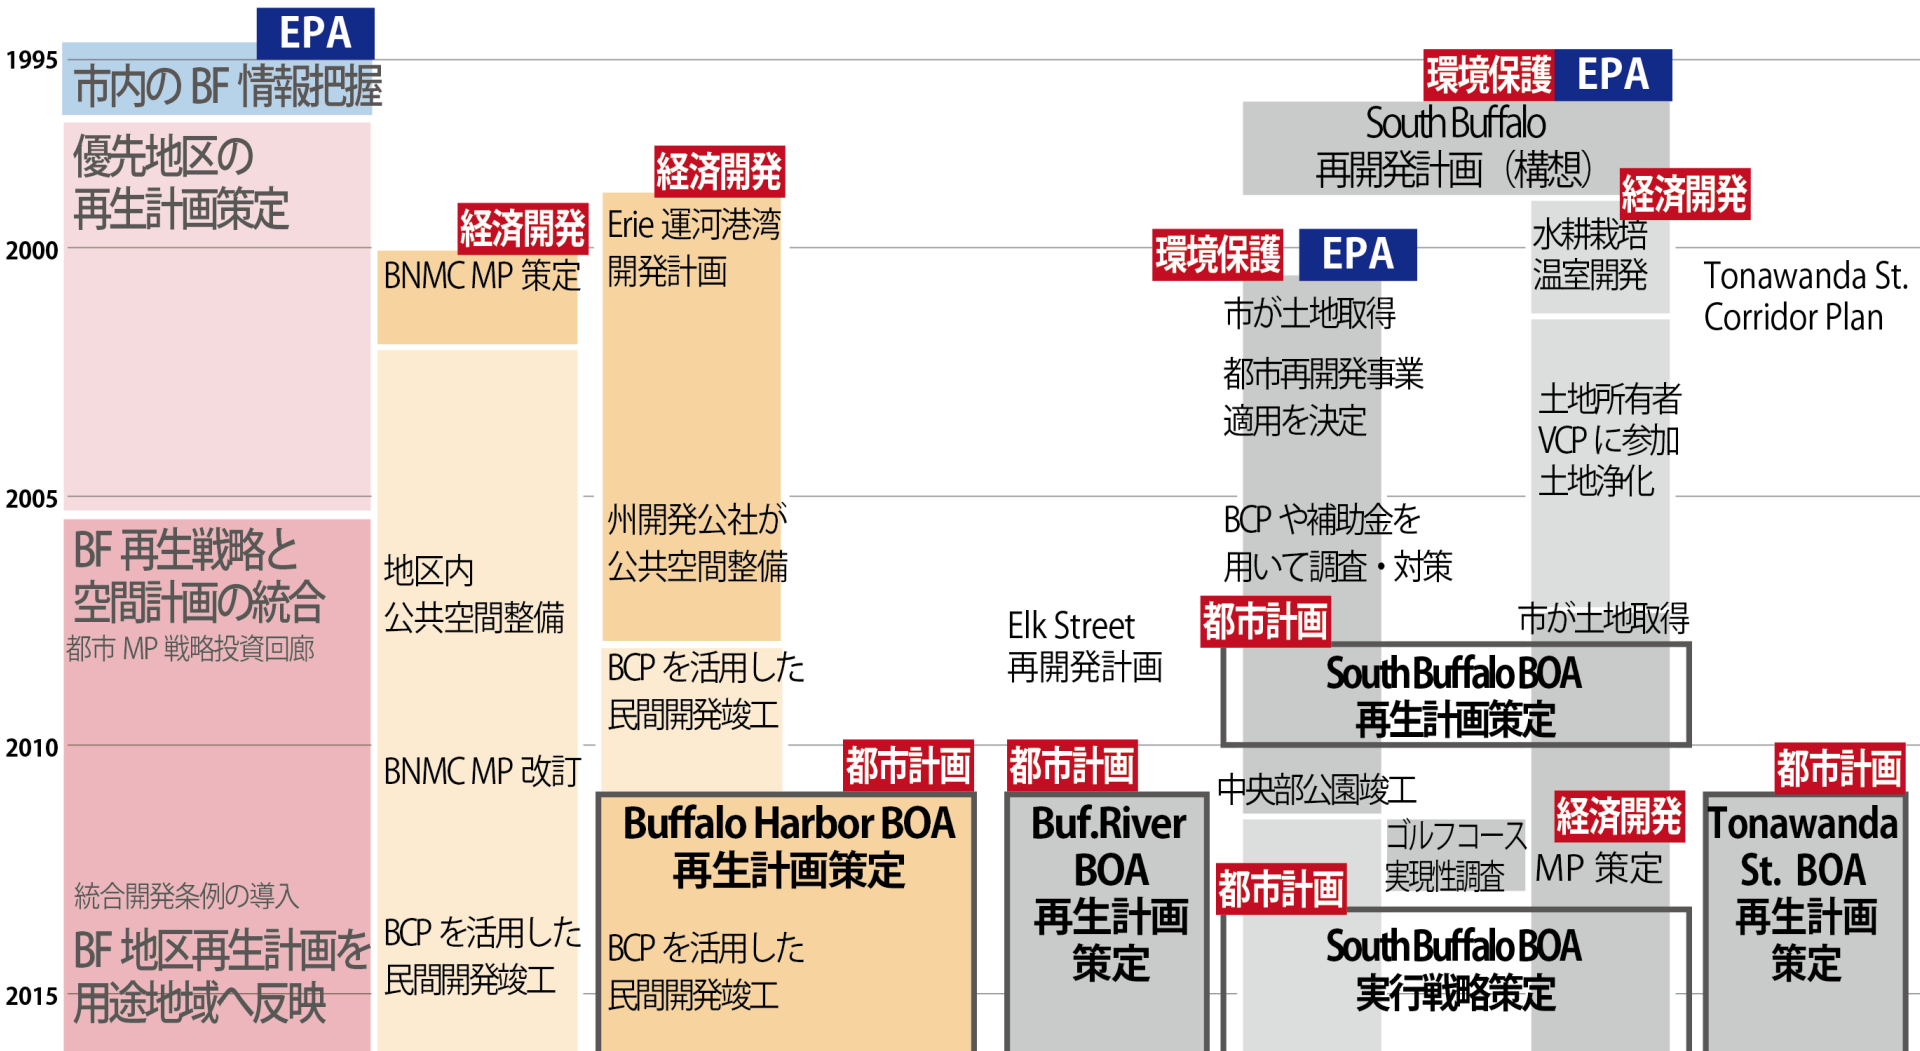 1995
2000
2005
2010
2015
EPA
市内の BF 情報把握
優先地区の
再生計画策定
BF 再生戦略と
空間計画の統合
都市 MP 戦略投資回廊
統合開発条例の導入
BF 地区再生計画を
用途地域へ反映
経済開発
BNMC MP 策定
地区内
公共空間整備
BNMC MP 改訂
BCP を活用した
民間開発竣工
経済開発
Erie 運河港湾
開発計画
州開発公社が
公共空間整備
BCP を活用した
民間開発竣工
都市計画
Buffalo Harbor BOA
再生計画策定
BCP を活用した
民間開発竣工
Elk Street
再開発計画
都市計画
Buf.River
BOA
再生計画
策定
環境保護
EPA
South Buffalo
再開発計画（構想）
環境保護
EPA
市が土地取得
都市再開発事業
適用を決定
BCP や補助金を
用いて調査・対策
経済開発
水耕栽培
温室開発
土地所有者
VCP に参加
土地浄化
市が土地取得
都市計画
South Buffalo BOA
再生計画策定
中央部公園竣工
ゴルフコース
実現性調査
経済開発
MP 策定
都市計画
South Buffalo BOA
実行戦略策定
Tonawanda St.
Corridor Plan
都市計画
Tonawanda
St. BOA
再生計画
策定